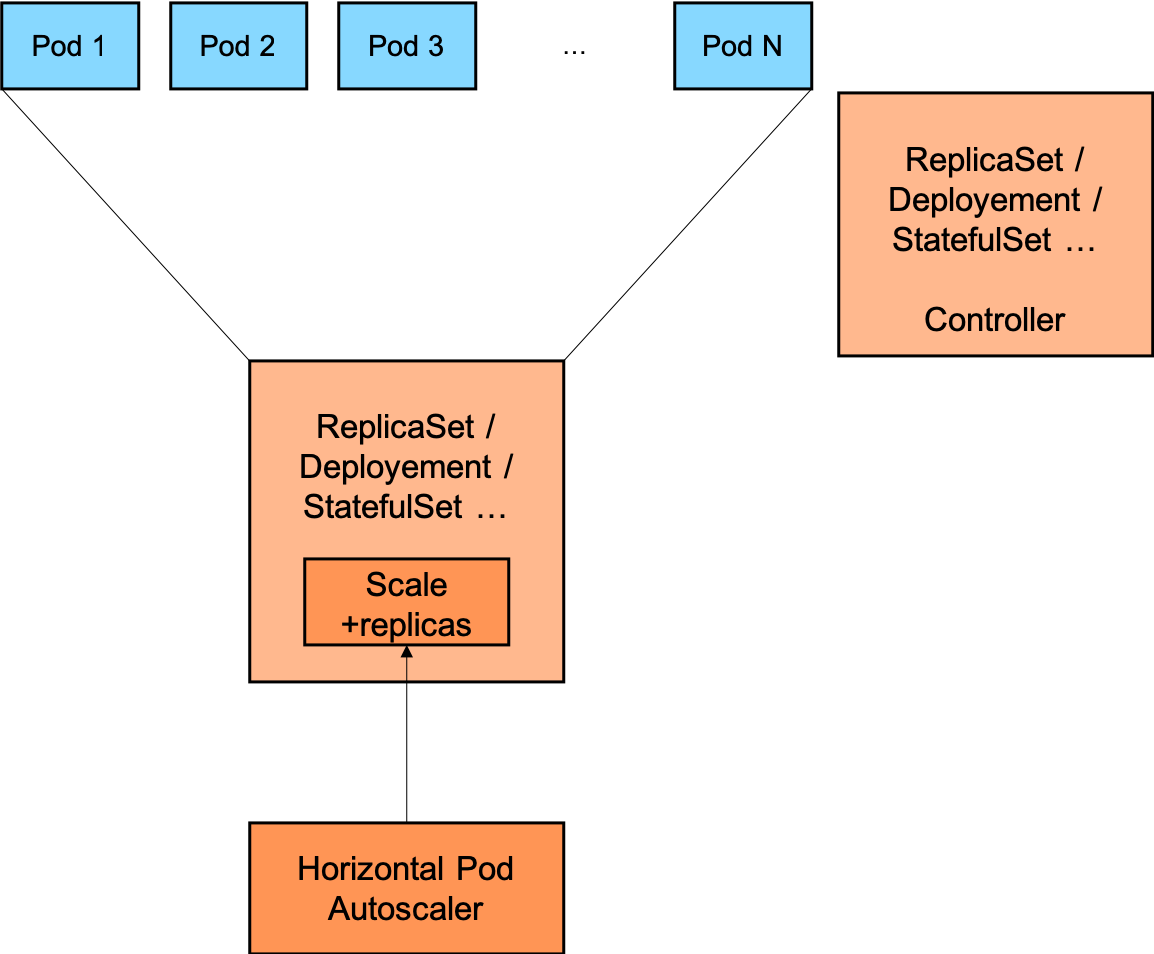 Pod 1
Pod 2
Pod 3
...
Pod N
ReplicaSet /
Deployement /
StatefulSet ...
Controller
ReplicaSet /
Deployement /
StatefulSet ...
Scale
+replicas
Horizontal Pod
Autoscaler